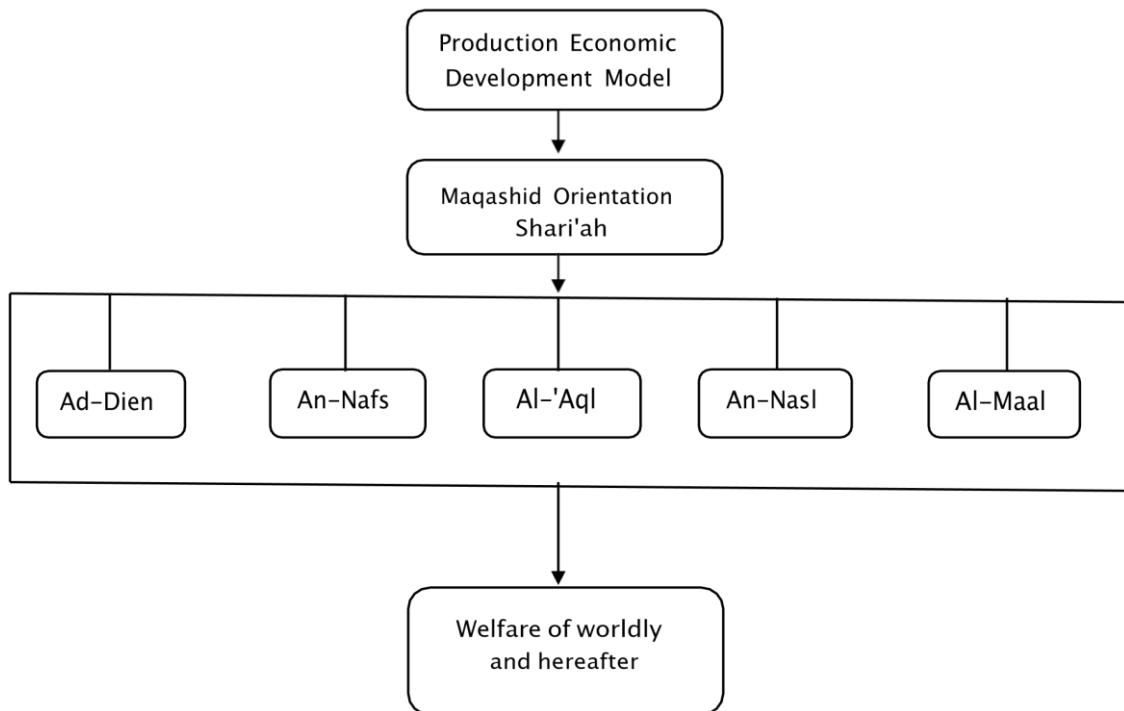 Production Economic
Development Model
Maqashid Orientation
Shari'ah
Ad-Dien
An-Nafs
Al-'Aql
An-Nasl
Al-Maal
Welfare of worldly
and hereafter